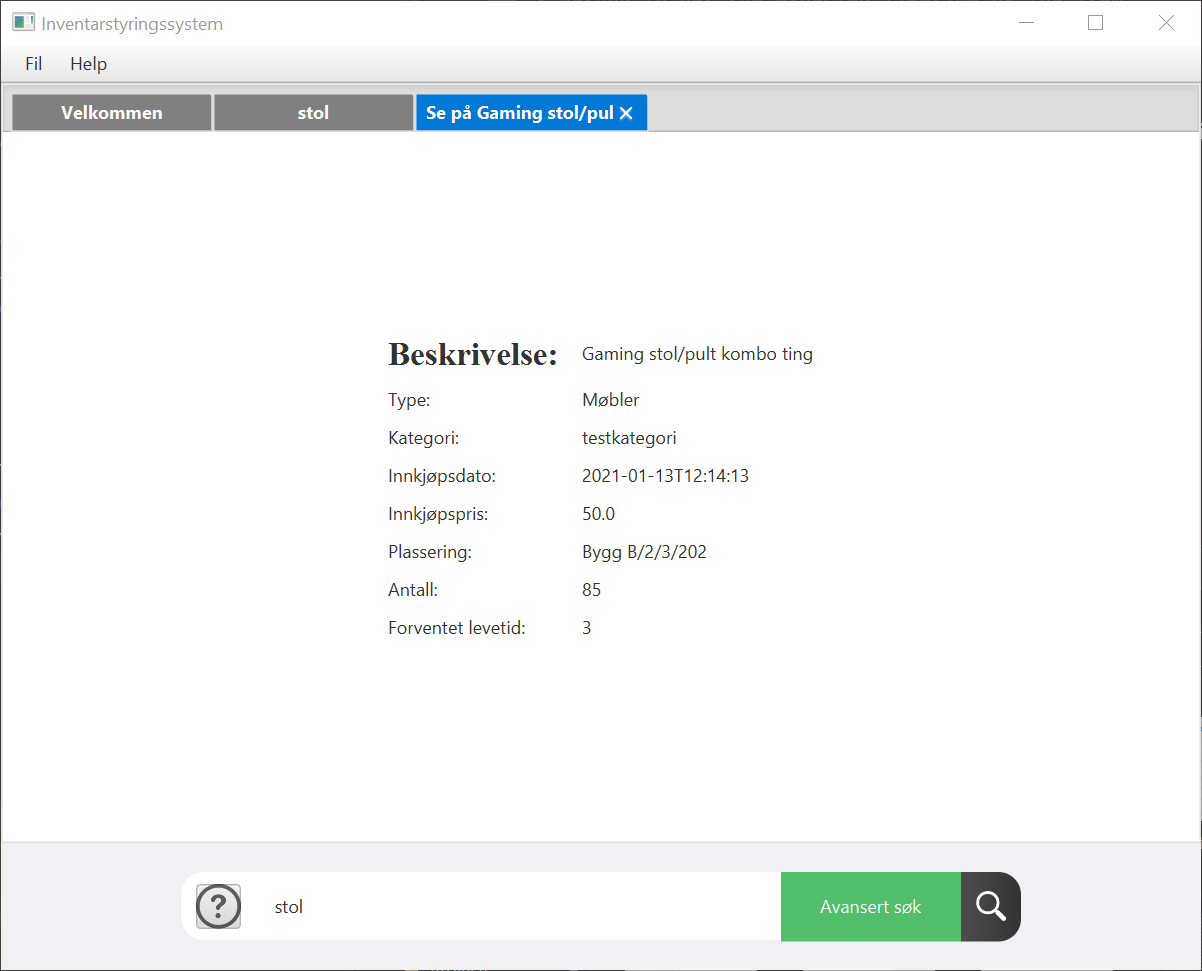 Inventarstyringssystem
Fil Help
Velkommen stol Se på Gaming stol/pul
Beskrivelse: Gaming stol/pult kombo ting
Type: Møbler
Kategori: testkategori
Innkjøpsdato: 2021-01-13T12:14:13
Innkjøpspris: 50.0
Plassering: Bygg B/2/3/202
Antall: 85
Forventet levetid: 3
? stol Avansert søk